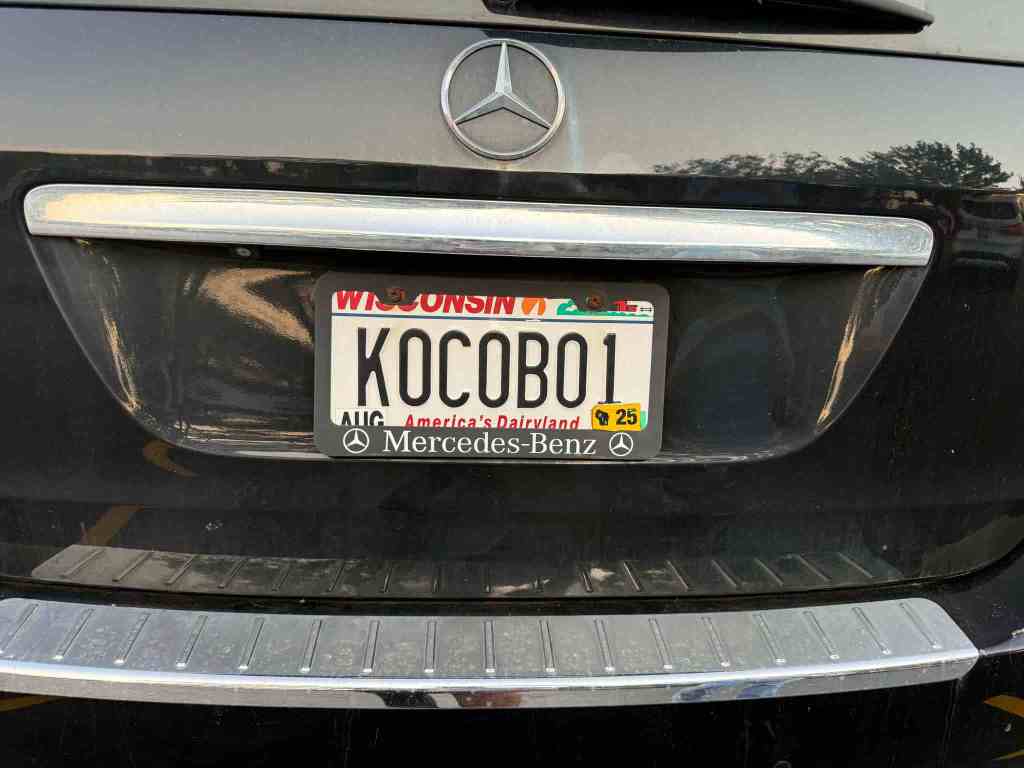 WISCONSIN
KOCOBO1
AUG America's Dairyland 25
Mercedes-Benz